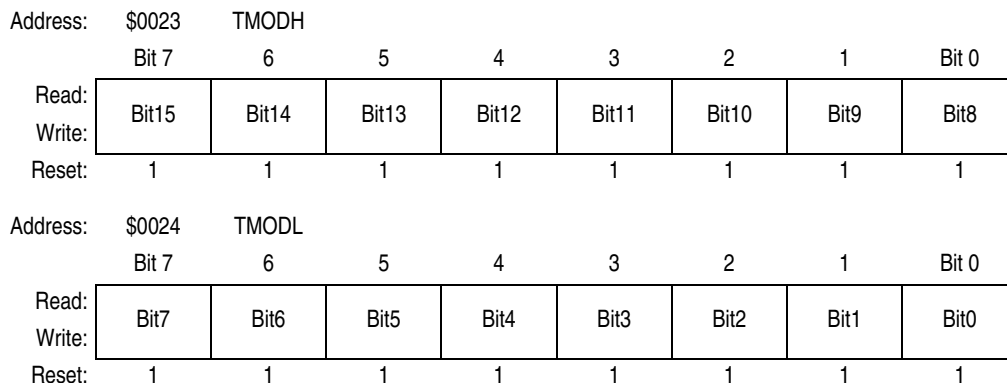 Address: $0023 TMODH
Bit 7 6 5 4 3 2 1 Bit 0
Read:
Bit15 Bit14 Bit13 Bit12 Bit11 Bit10 Bit9 Bit8
Write:
Reset: 1 1 1 1 1 1 1 1
Address: $0024 TMODL
Bit 7 6 5 4 3 2 1 Bit 0
Read:
Bit7 Bit6 Bit5 Bit4 Bit3 Bit2 Bit1 Bit0
Write:
Reset: 1 1 1 1 1 1 1 1